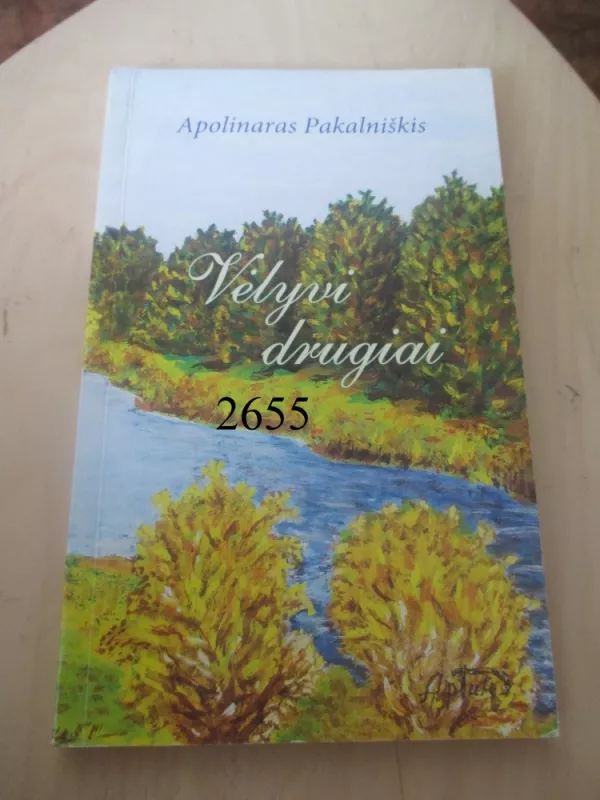 Apolinaras Pakalniškis
Vėlyvi
drugiai
2655